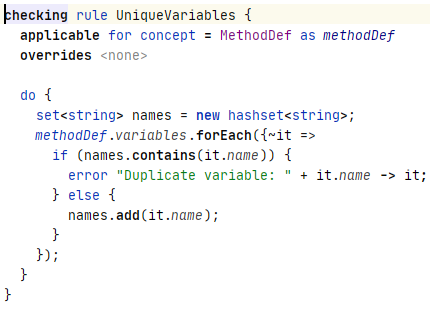 checking rule UniqueVariables {
  applicable for concept = MethodDef as methodDef
  overrides <none>

  do {
    set<string> names = new hashset<string>;
    methodDef.variables.forEach({~it =>
      if (names.contains(it.name)) {
        error "Duplicate variable: " + it.name -> it;
      } else {
        names.add(it.name);
      }
    });
  }
}